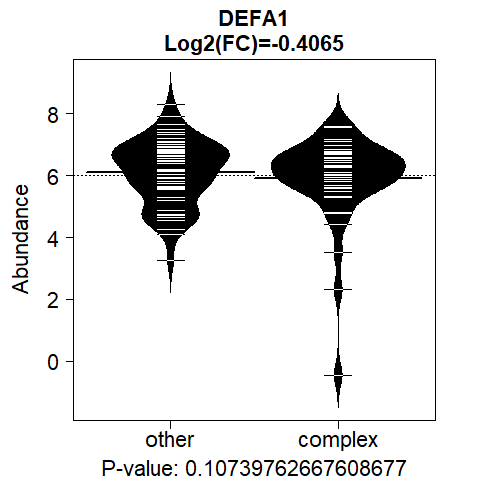 DEFA1
Log2(FC)=-0.4065
Abundance
8
6
4
2
0
other
complex
P-value: 0.10739762667608677